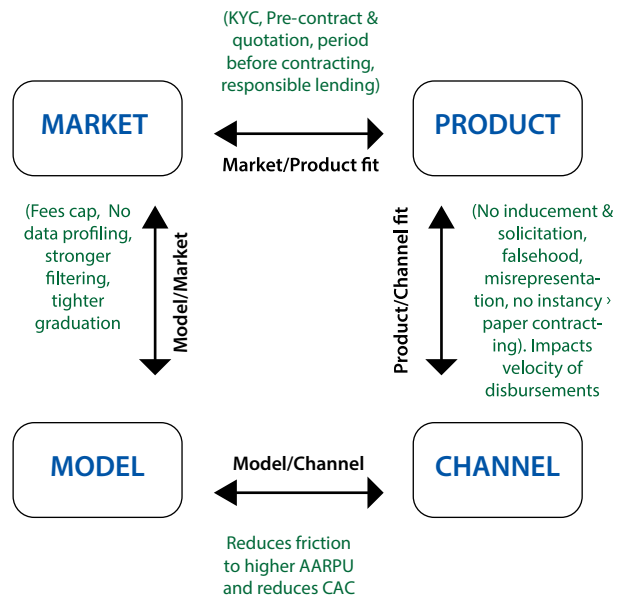 (KYC, Pre-contract &
quotation, period
before contracting,
responsible lending)
MARKET
PRODUCT
Market/Product fit
(Fees cap, No
data profiling,
stronger
filtering,
tighter
graduation
Model/Market
Product/Channel fit
(No inducement &
solicitation,
falsehood,
misrepresenta-
tion, no instancy ›
paper contract-
ing). Impacts
velocity of
disbursements
MODEL
Model/Channel
CHANNEL
Reduces friction
to higher AARPU
and reduces CAC